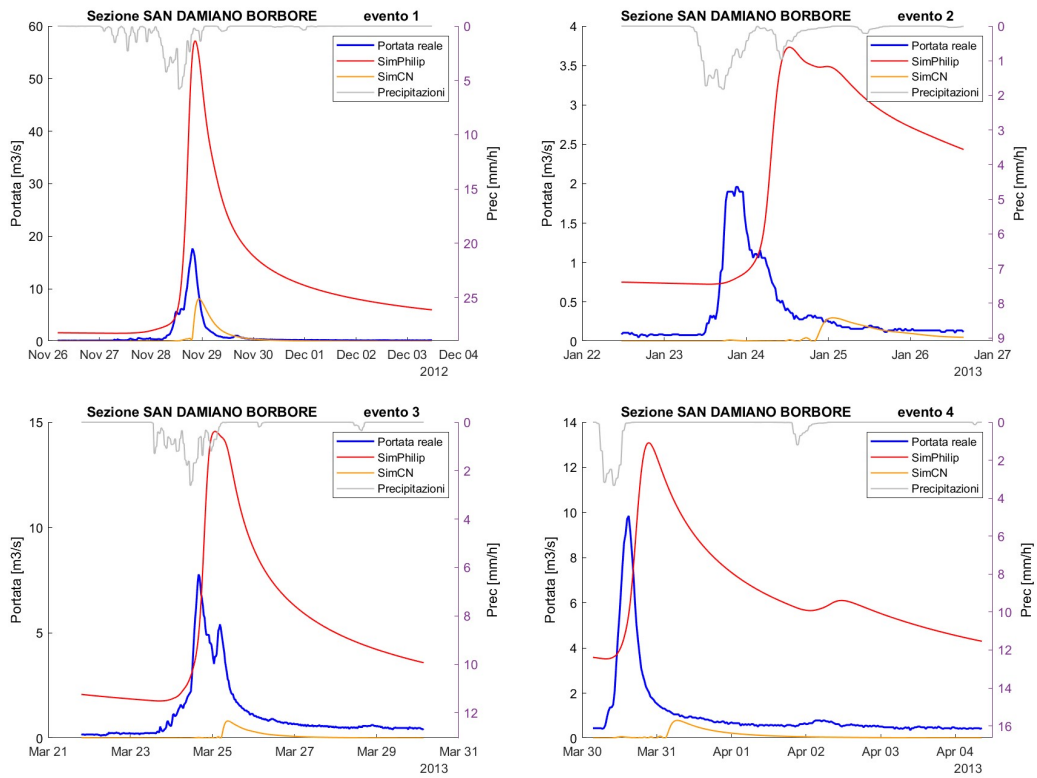 Sezione SAN DAMIANO BORBORE evento 1
60
50
40
30
20
10
0
Portata [m3/s]
Portata reale
SimPhilip
SimCN
Precipitazioni
0
5
10
15
20
25
Prec [mm/h]
Nov 26 Nov 27 Nov 28 Nov 29 Nov 30 Dec 01 Dec 02 Dec 03 Dec 04
2012
Sezione SAN DAMIANO BORBORE evento 2
4
3.5
3
2.5
2
1.5
1
0.5
0
Portata [m3/s]
Portata reale
SimPhilip
SimCN
Precipitazioni
0
1
2
3
4
5
6
7
8
9
Prec [mm/h]
Jan 22 Jan 23 Jan 24 Jan 25 Jan 26 Jan 27
2013
Sezione SAN DAMIANO BORBORE evento 3
15
10
5
0
Portata [m3/s]
Portata reale
SimPhilip
SimCN
Precipitazioni
0
2
4
6
8
10
12
Prec [mm/h]
Mar 21 Mar 23 Mar 25 Mar 27 Mar 29 Mar 31
2013
Sezione SAN DAMIANO BORBORE evento 4
14
12
10
8
6
4
2
0
Portata [m3/s]
Portata reale
SimPhilip
SimCN
Precipitazioni
0
2
4
6
8
10
12
14
16
Prec [mm/h]
Mar 30 Mar 31 Apr 01 Apr 02 Apr 03 Apr 04
2013